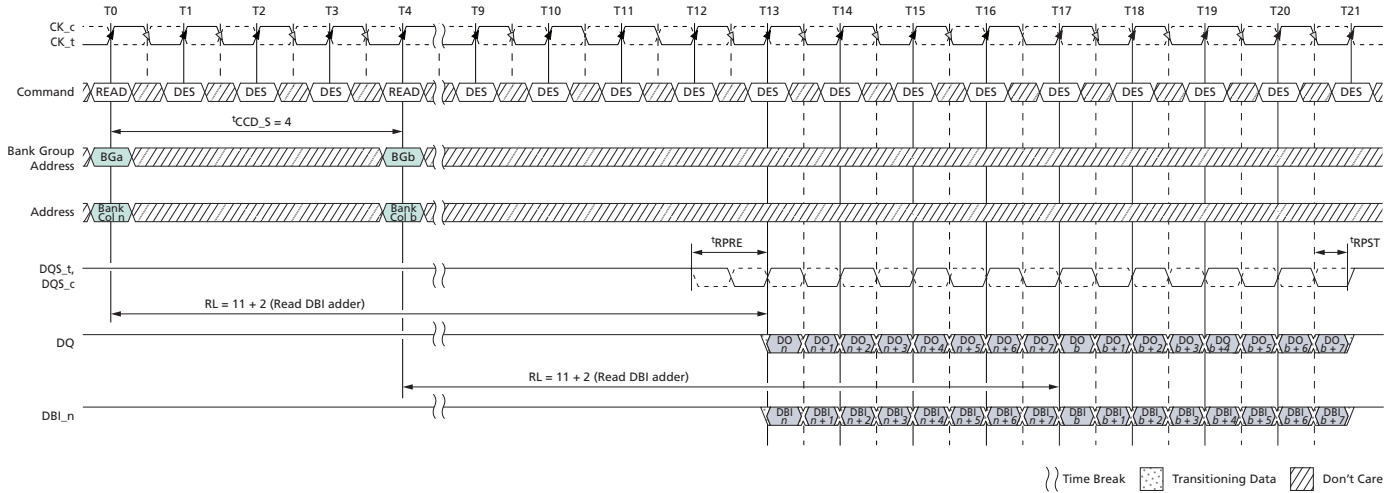 T0 T1 T2 T3 T4 T9 T10 T11 T12 T13 T14 T15 T16 T17 T18 T19 T20 T21
CK_c
CK_t
Command READ DES DES DES READ DES DES DES DES DES DES DES DES DES DES DES DES DES
tCCD_S = 4
Bank Group
Address
BGa BGb
Address
Bank
Col n
Bank
Col b
tRPRE tRPST
DQS_t,
DQS_c
RL = 11 + 2 (Read DBI adder)
DQ
DO DO DO DO DO DO DO DO DO DO DO DO DO DO DO DO
n n + 1 n + 2 n + 3 n + 4 n + 5 n + 6 n + 7 b b + 1 b + 2 b + 3 b +4 b + 5 b + 6 b + 7
RL = 11 + 2 (Read DBI adder)
DBI_n
DBI DBI DBI DBI DBI DBI DBI DBI DBI DBI DBI DBI DBI DBI DBI DBI
n n + 1 n + 2 n + 3 n + 4 n + 5 n + 6 n + 7 b b + 1 b + 2 b + 3 b + 4 b + 5 b + 6 b + 7
Time Break Transitioning Data Don't Care